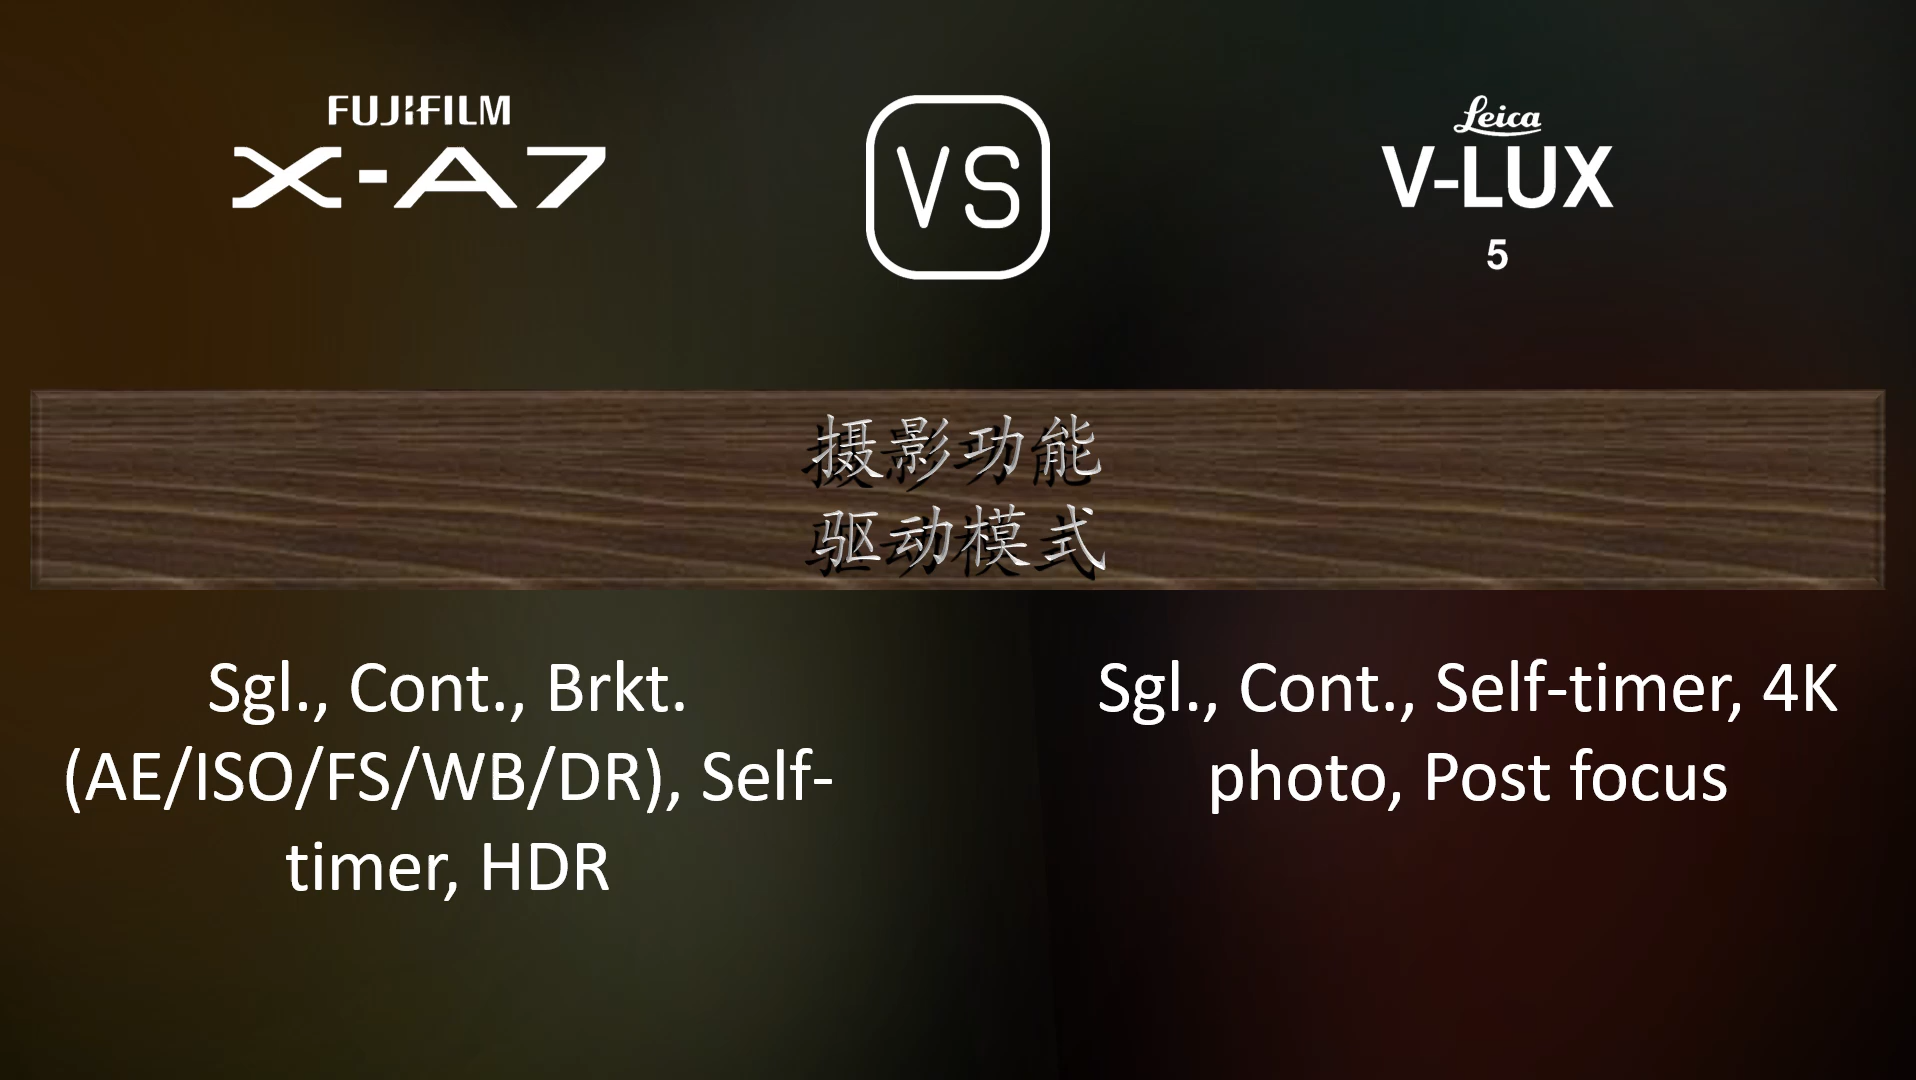 FUJIFILM
X-A7
VS
Leica
V-LUX
5
摄影功能
驱动模式
Sgl., Cont., Brkt.
(AE/ISO/FS/WB/DR), Self-
timer, HDR
Sgl., Cont., Self-timer, 4K
photo, Post focus